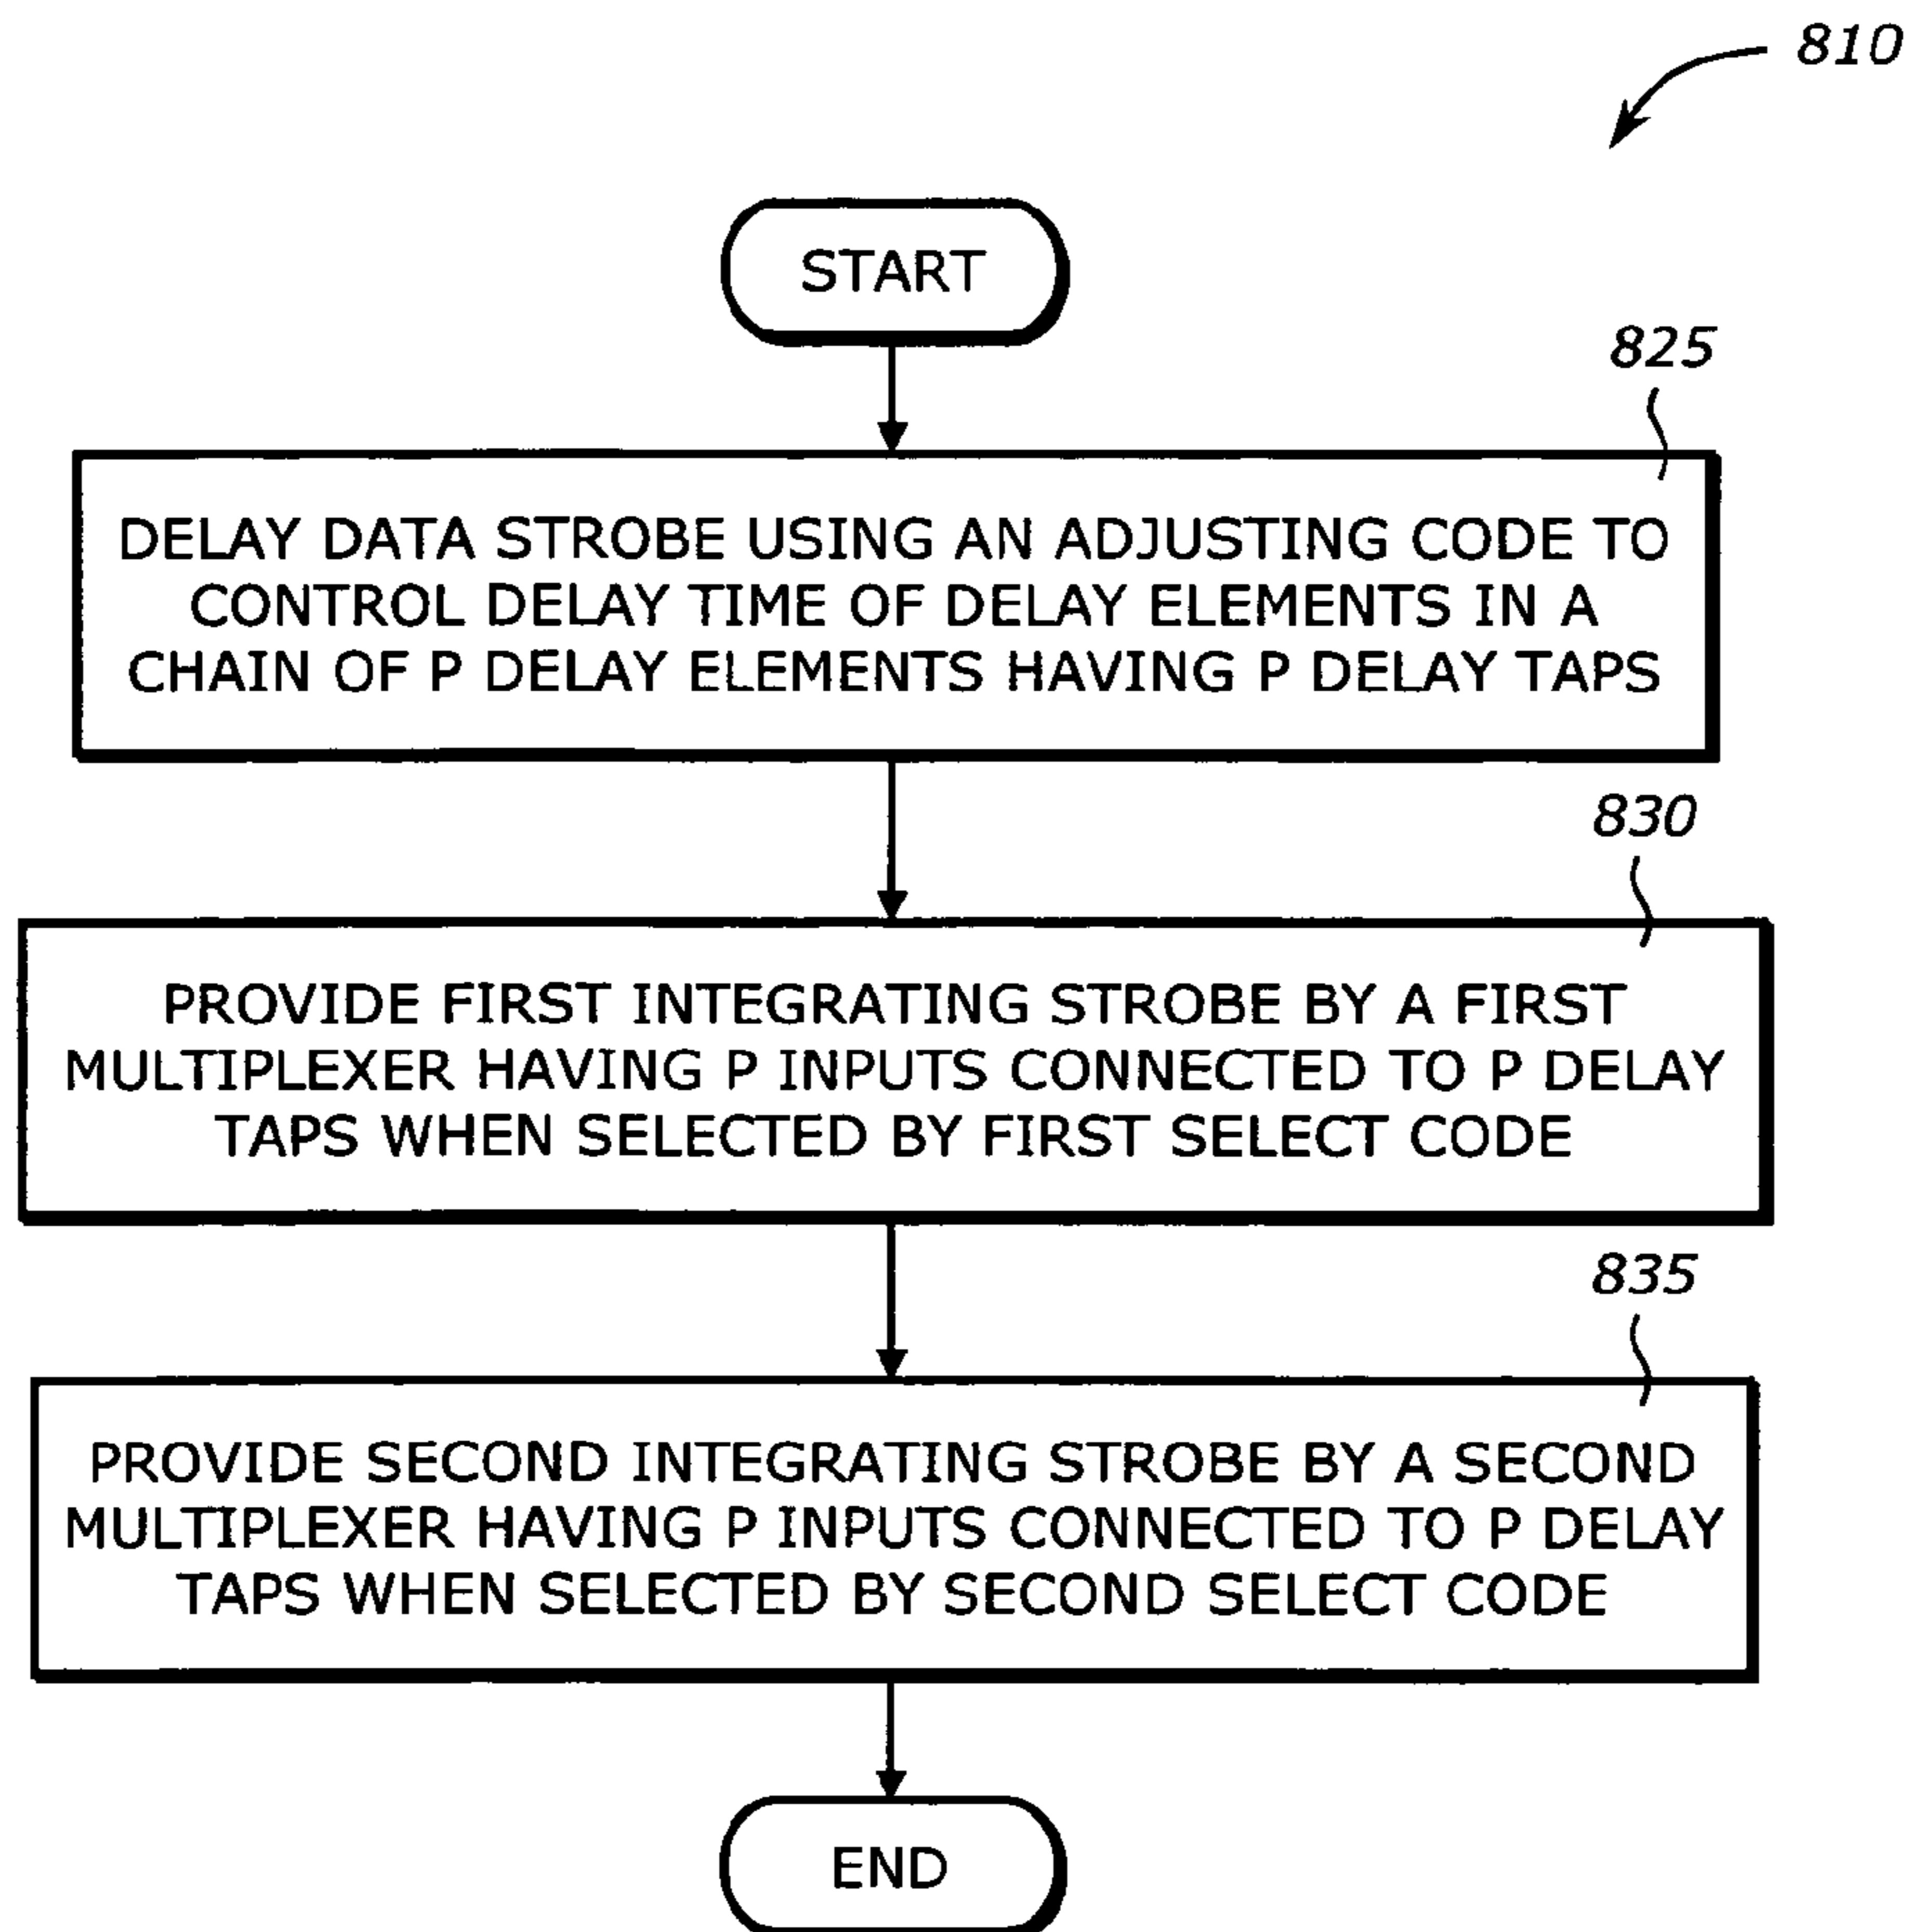 810
START
825
DELAY DATA STROBE USING AN ADJUSTING CODE TO
CONTROL DELAY TIME OF DELAY ELEMENTS IN A
CHAIN OF P DELAY ELEMENTS HAVING P DELAY TAPS
830
PROVIDE FIRST INTEGRATING STROBE BY A FIRST
MULTIPLEXER HAVING P INPUTS CONNECTED TO P DELAY
TAPS WHEN SELECTED BY FIRST SELECT CODE
835
PROVIDE SECOND INTEGRATING STROBE BY A SECOND
MULTIPLEXER HAVING P INPUTS CONNECTED TO P DELAY
TAPS WHEN SELECTED BY SECOND SELECT CODE
END